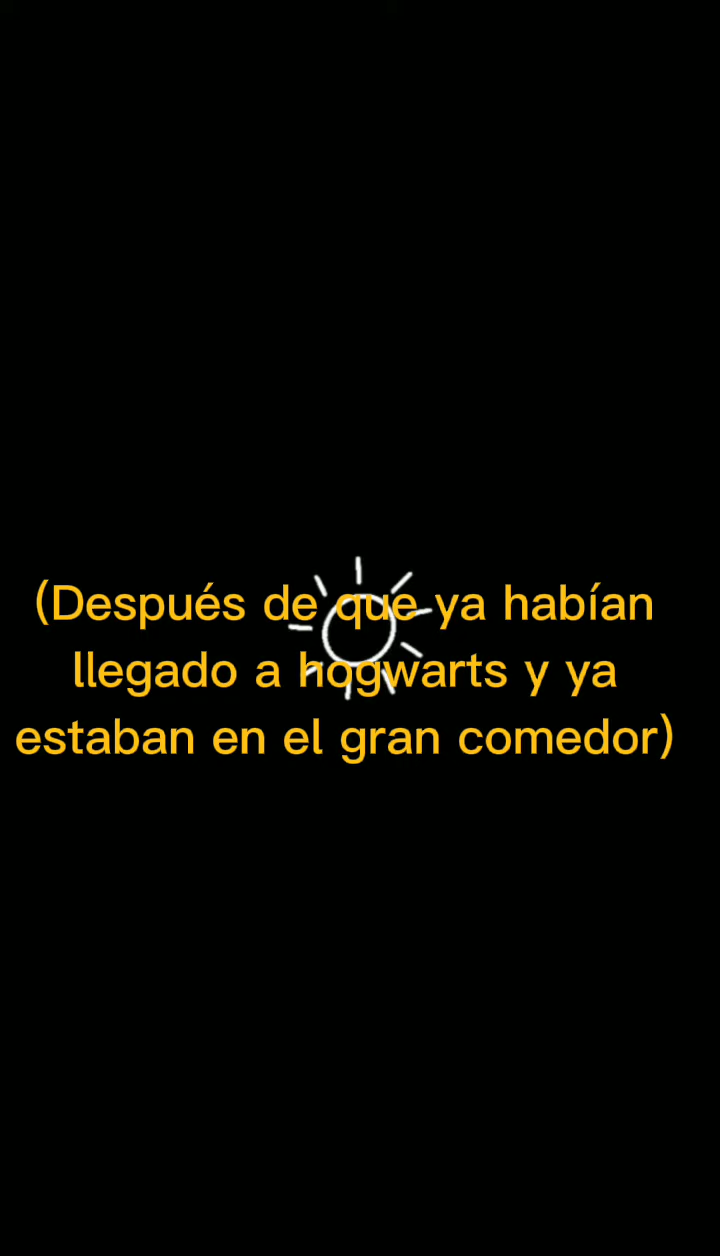 (Después de que ya habían
llegado a hogwarts y ya
estaban en el gran comedor)